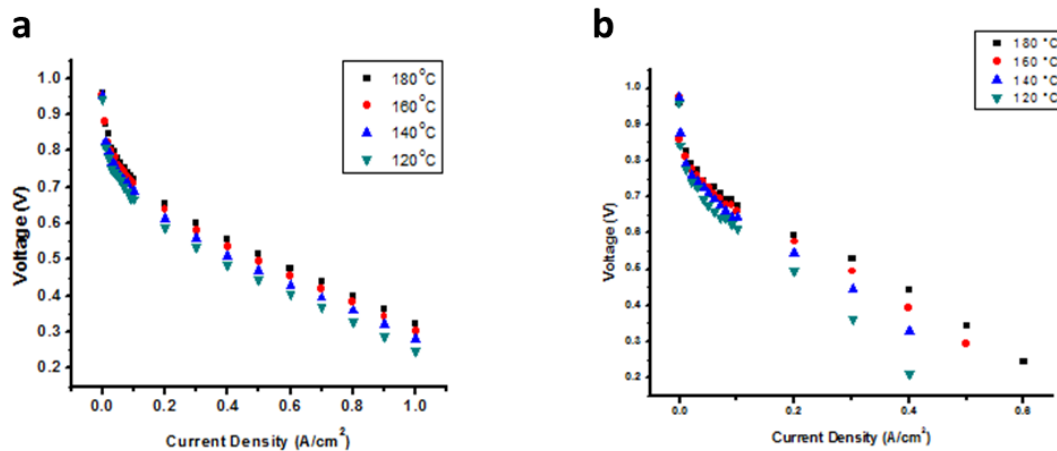 a
180°C
160°C
140°C
120°C
1.0
0.9
0.8
0.7
0.6
0.5
0.4
0.3
0.2
Voltage (V)
0.0 0.2 0.4 0.6 0.8 1.0
Current Density (A/cm²)
b
180 °C
160 °C
140 °C
120 °C
1.0
0.9
0.8
0.7
0.6
0.5
0.4
0.3
0.2
Voltage (V)
0.0 0.2 0.4 0.6
Current Density (A/cm²)